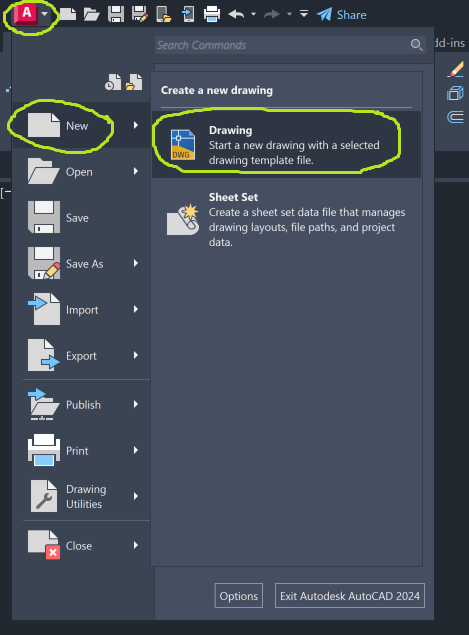 A
Share
Search Commands
dd-ins
Create a new drawing
New
Drawing
Start a new drawing with a selected
drawing template file.
DWG
Open
Sheet Set
Create a sheet set data file that manages
drawing layouts, file paths, and project
data.
Save
Save As
Import
Export
Publish
Print
Drawing
Utilities
Close
Options
Exit Autodesk AutoCAD 2024
[−